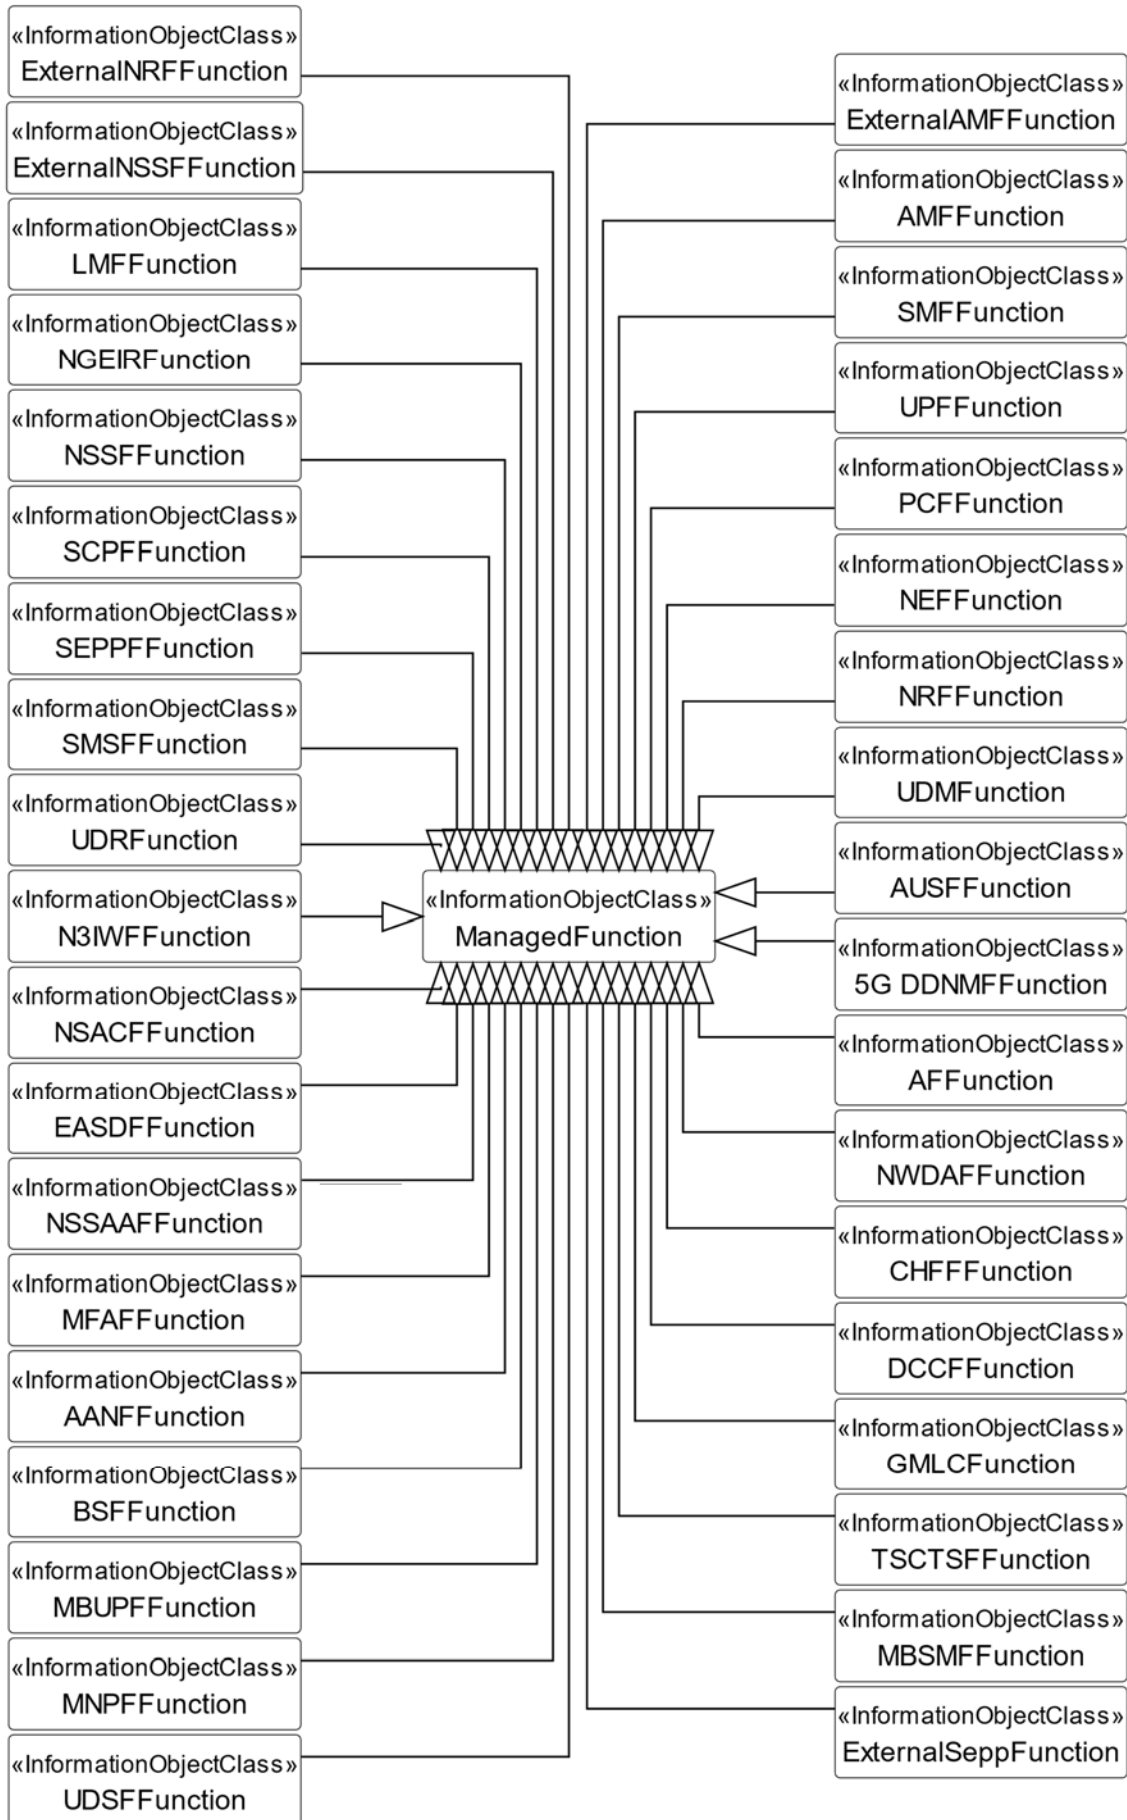 «InformationObjectClass»
ExternalNRFFunction
«InformationObjectClass»
ExternalNSSFFunction
«InformationObjectClass»
LMFFunction
«InformationObjectClass»
NGEIRFunction
«InformationObjectClass»
NSSFFunction
«InformationObjectClass»
SCPFFunction
«InformationObjectClass»
SEPPFFunction
«InformationObjectClass»
SMSFFunction
«InformationObjectClass»
UDRFunction
«InformationObjectClass»
N3IWFFunction
«InformationObjectClass»
NSACFFunction
«InformationObjectClass»
EASDFFunction
«InformationObjectClass»
NSSAAFFunction
«InformationObjectClass»
MFAFFunction
«InformationObjectClass»
AANFFunction
«InformationObjectClass»
BSFFunction
«InformationObjectClass»
MBUPFFunction
«InformationObjectClass»
MNPFFunction
«InformationObjectClass»
UDSFFunction
«InformationObjectClass»
ManagedFunction
«InformationObjectClass»
ExternalAMFFunction
«InformationObjectClass»
AMFFunction
«InformationObjectClass»
SMFFunction
«InformationObjectClass»
UPFFunction
«InformationObjectClass»
PCFFunction
«InformationObjectClass»
NEFFunction
«InformationObjectClass»
NRFFunction
«InformationObjectClass»
UDMFunction
«InformationObjectClass»
AUSFFunction
«InformationObjectClass»
5G DDNMFFunction
«InformationObjectClass»
AFFunction
«InformationObjectClass»
NWDAFFunction
«InformationObjectClass»
CHFFFunction
«InformationObjectClass»
DCCFFunction
«InformationObjectClass»
GMLCFunction
«InformationObjectClass»
TSCTSFFunction
«InformationObjectClass»
MBSMFFunction
«InformationObjectClass»
ExternalSeppFunction